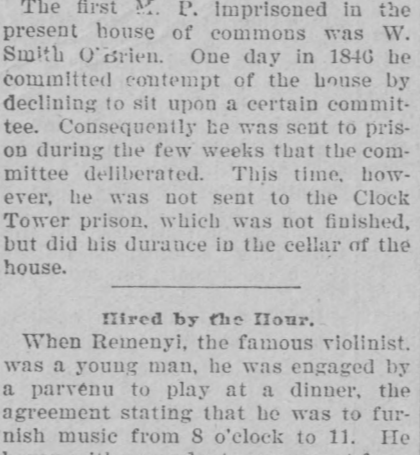 The first M. P. imprisoned in the
present house of commons was W.
Smith O'Brien. One day in 1846 he
committed contempt of the house by
declining to sit upon a certain commit-
tee. Consequently he was sent to pris-
on during the few weeks that the com-
mittee deliberated. This time, how-
ever, he was not sent to the Clock
Tower prison, which was not finished,
but did his durance in the cellar of the
house.
Hired by the Hour.
When Remenyi, the famous violinist,
was a young man, he was engaged by
a parvenu to play at a dinner, the
agreement stating that he was to fur-
nish music from 8 o'clock to 11. He